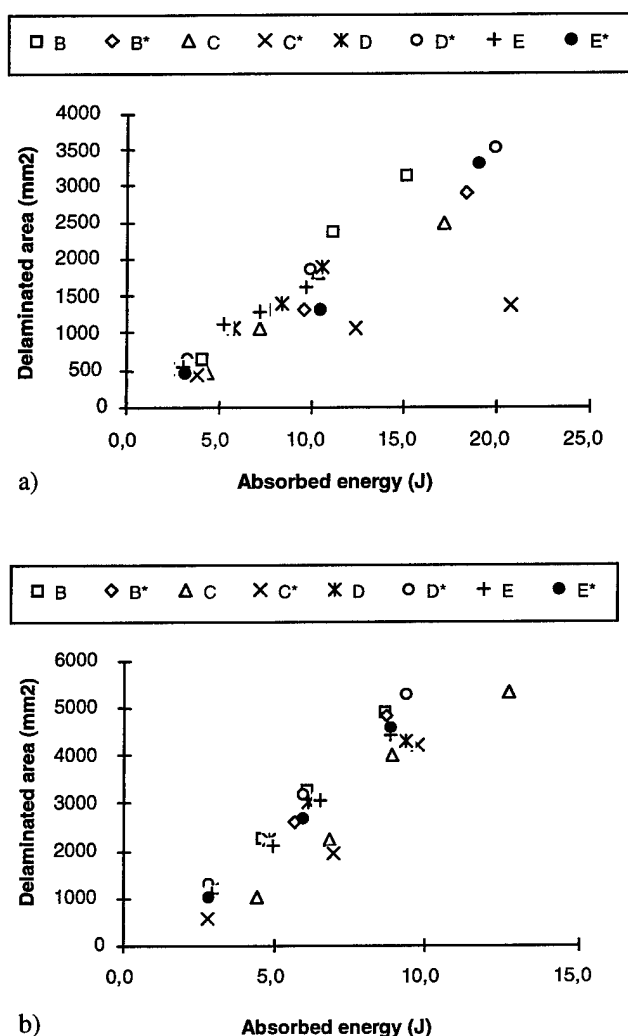 B B* C C* D D* E E*
4000
3500
3000
2500
2000
1500
1000
500
0
Delaminated area (mm2)
0,0 5,0 10,0 15,0 20,0 25,0
Absorbed energy (J)
a)
B B* C C* D D* E E*
6000
5000
4000
3000
2000
1000
0
Delaminated area (mm2)
0,0 5,0 10,0 15,0
Absorbed energy (J)
b)